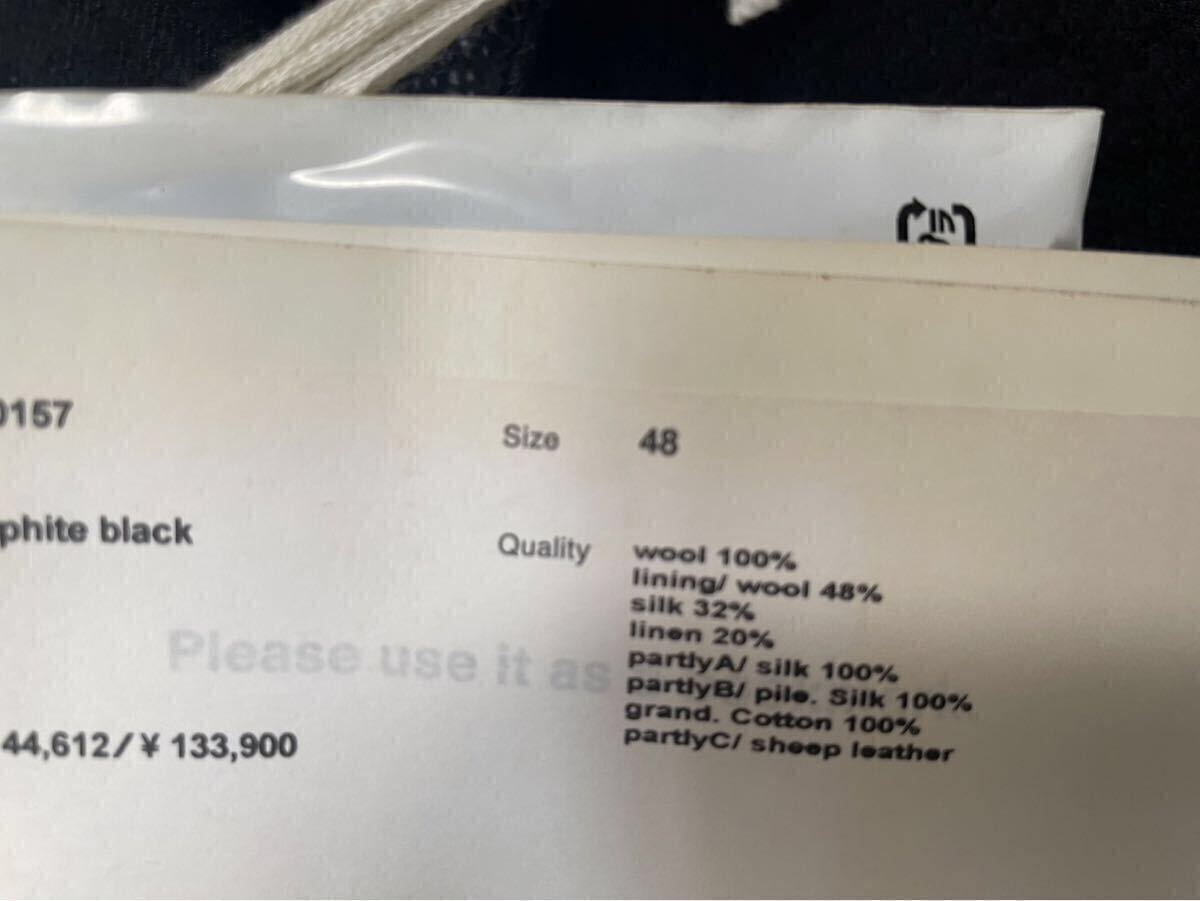 0157
Size 48
phite black
Quality wool 100%
lining/ wool 48%
silk 32%
linen 20%
Please use it as
partlyA/ silk 100%
partlyB/ pile. Silk 100%
grand. Cotton 100%
44,612/¥ 133,900
partlyC/ sheep leather